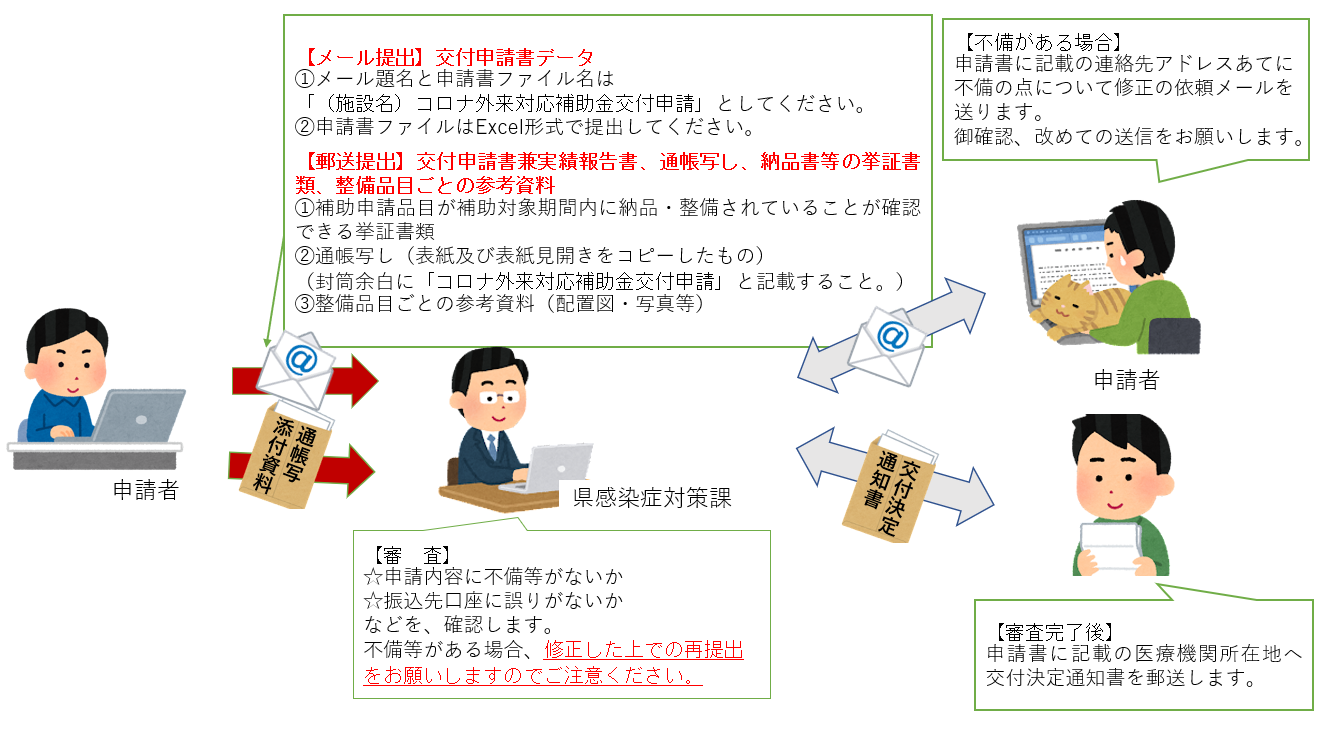 【メール提出】交付申請書データ
①メール題名と申請書ファイル名は
「（施設名）コロナ外来対応補助金交付申請」としてください。
②申請書ファイルはExcel形式で提出してください。
【郵送提出】交付申請書兼実績報告書、通帳写し、納品書等の挙証書
類、整備品目ごとの参考資料
①補助申請品目が補助対象期間内に納品・整備されていることが確認
できる挙証書類
②通帳写し（表紙及び表紙見開きをコピーしたもの）
（封筒余白に「コロナ外来対応補助金交付申請」と記載すること。）
③整備品目ごとの参考資料（配置図・写真等）
【不備がある場合】
申請書に記載の連絡先アドレスあてに
不備の点について修正の依頼メールを
送ります。
御確認、改めての送信をお願いします。
申請者
@
通帳写
添付資料
県感染症対策課
@
申請者
交付決定
通知書
【審　査】
☆申請内容に不備等がないか
☆振込先口座に誤りがないか
などを、確認します。
不備等がある場合、修正した上での再提出
をお願いしますのでご注意ください。
【審査完了後】
申請書に記載の医療機関所在地へ
交付決定通知書を郵送します。